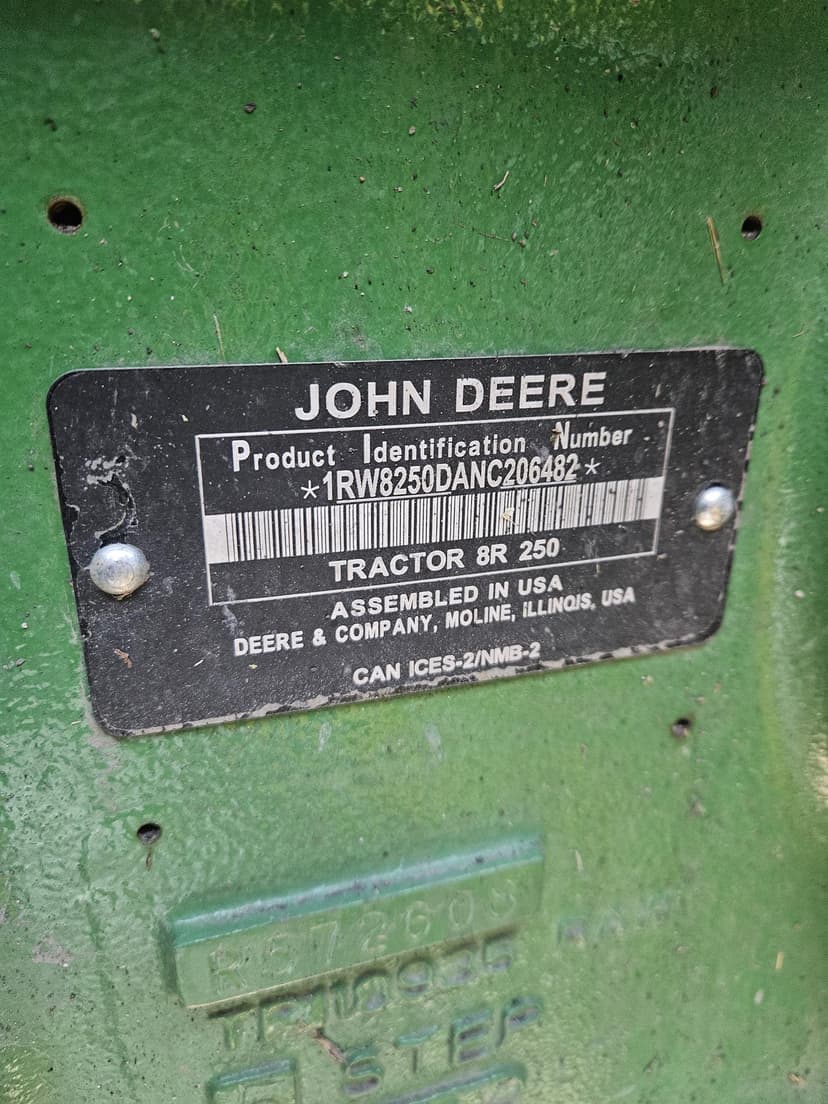 JOHN DEERE
Product Identification Number
*1RW8250DANC206482*
TRACTOR 8R 250
ASSEMBLED IN USA
DEERE & COMPANY, MOLINE, ILLINOIS, USA
CAN ICES-2/NMB-2
STEP